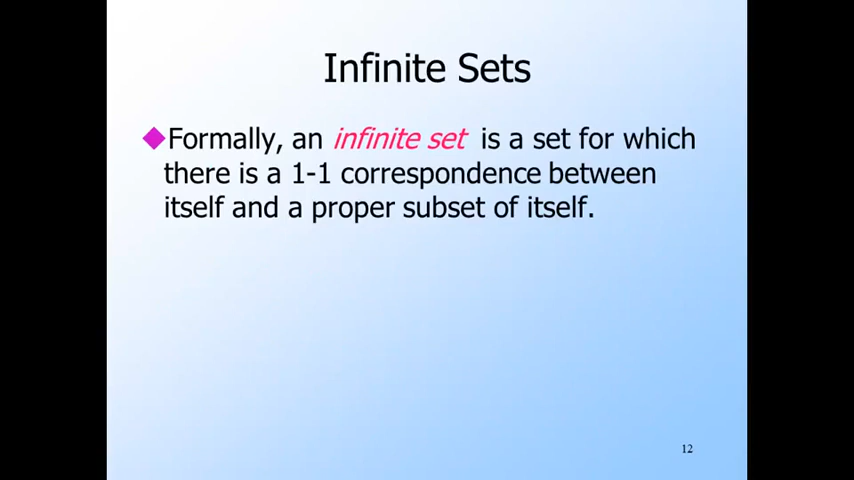 Infinite Sets
Formally, an infinite set is a set for which
there is a 1-1 correspondence between
itself and a proper subset of itself.
12